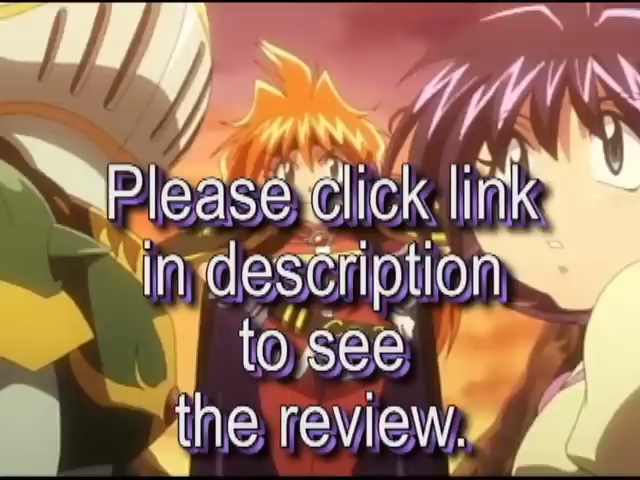 Please click link
in description
to see
the review.